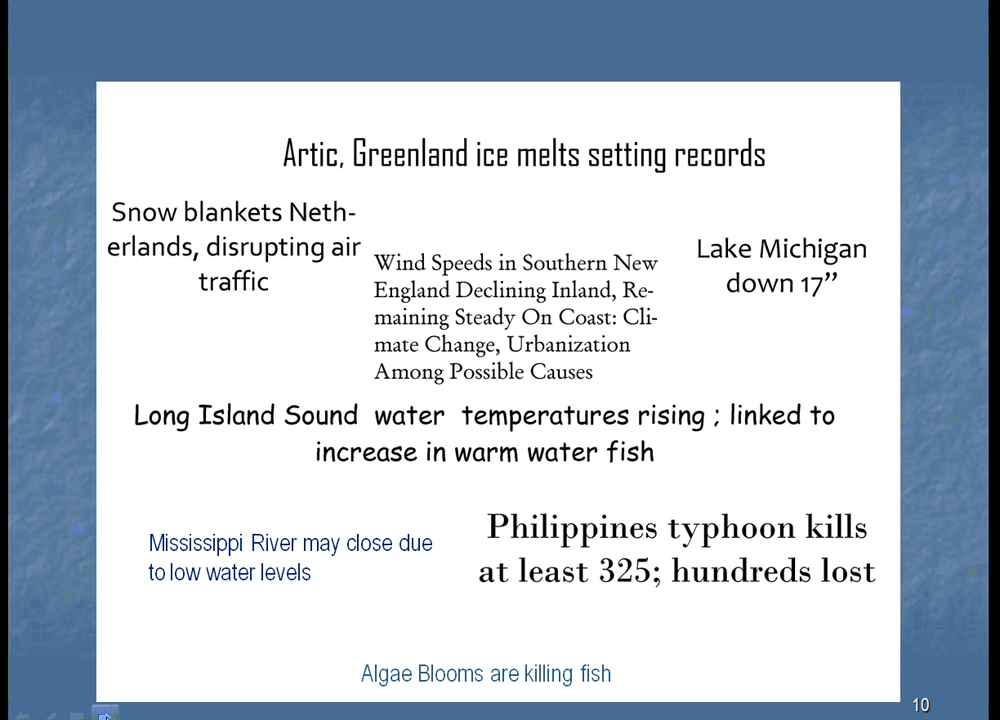 Artic, Greenland ice melts setting records
Snow blankets Neth-
erlands, disrupting air
traffic
Wind Speeds in Southern New
England Declining Inland, Re-
maining Steady On Coast: Cli-
mate Change, Urbanization
Among Possible Causes
Lake Michigan
down 17”
Long Island Sound water temperatures rising ; linked to
increase in warm water fish
Mississippi River may close due
to low water levels
Philippines typhoon kills
at least 325; hundreds lost
Algae Blooms are killing fish
10